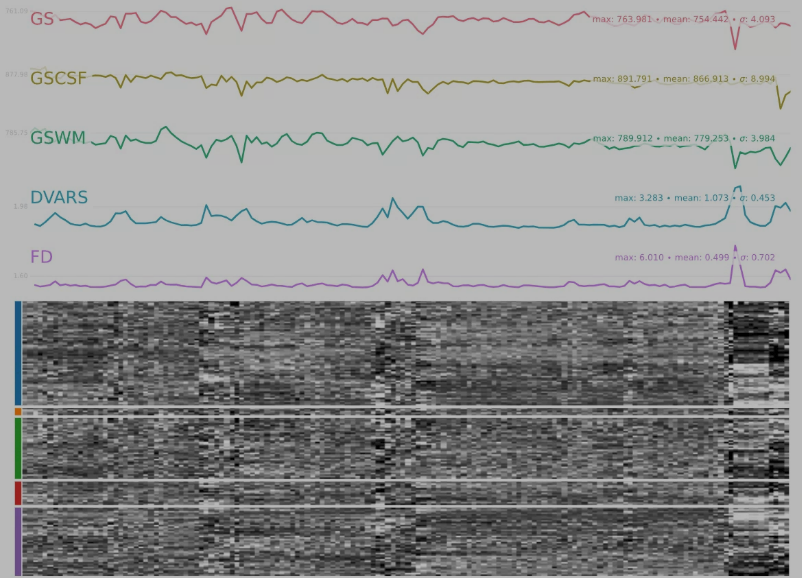 GS
max: 763.981 • mean: 754.442 • σ: 4.093
GSCSF
max: 891.791 • mean: 866.913 • σ: 8.994
GSWM
max: 789.912 • mean: 779.253 • σ: 3.984
DVARS
max: 3.283 • mean: 1.073 • σ: 0.453
FD
max: 6.010 • mean: 0.499 • σ: 0.702